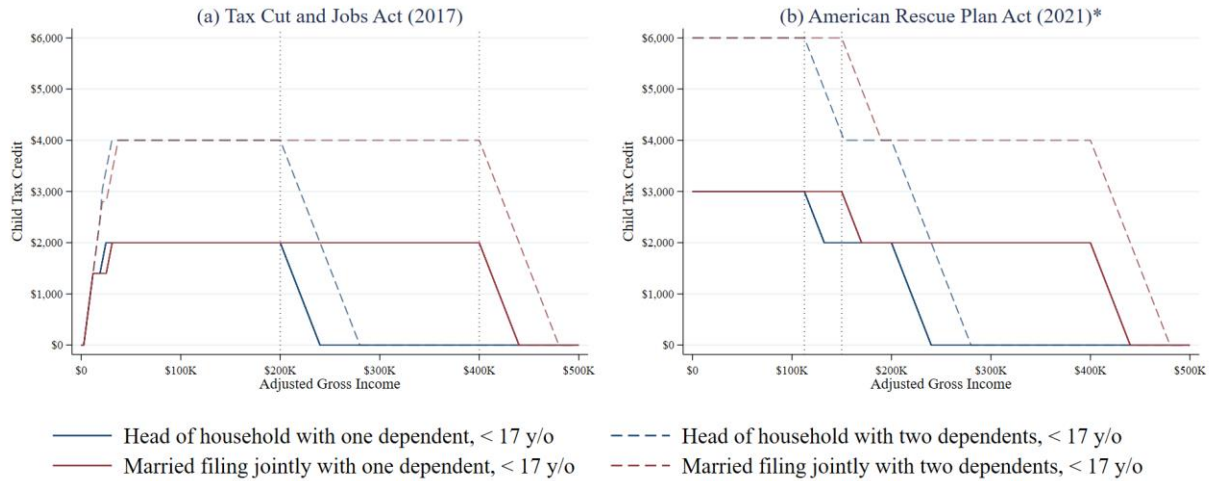 (a) Tax Cut and Jobs Act (2017)
$6,000
$5,000
$4,000
$3,000
$2,000
$1,000
$0
Child Tax Credit
$0 $100K $200K $300K $400K $500K
Adjusted Gross Income
(b) American Rescue Plan Act (2021)*
$6,000
$5,000
$4,000
$3,000
$2,000
$1,000
$0
Child Tax Credit
$0 $100K $200K $300K $400K $500K
Adjusted Gross Income
Head of household with one dependent, < 17 y/o
Head of household with two dependents, < 17 y/o
Married filing jointly with one dependent, < 17 y/o
Married filing jointly with two dependents, < 17 y/o